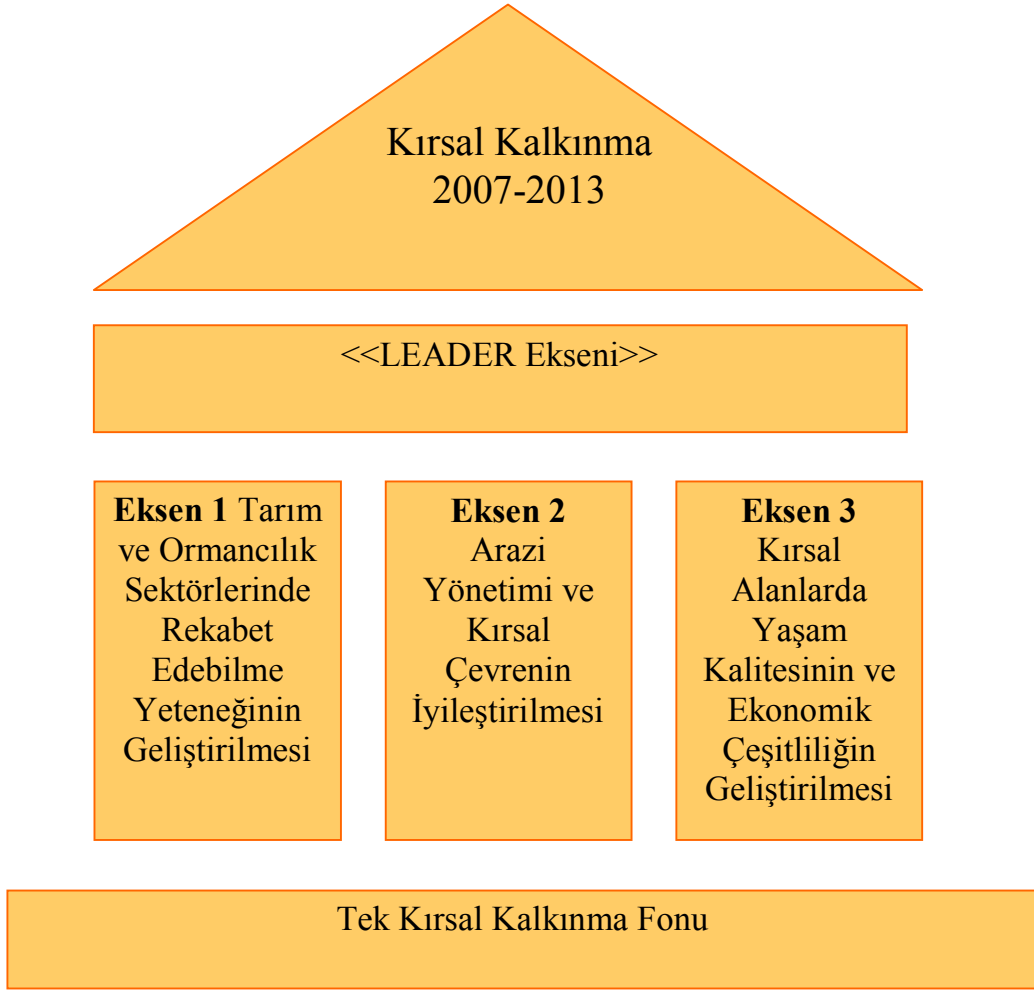 Kırsal Kalkınma
2007-2013
<<LEADER Ekseni>>
Eksen 1 Tarım
ve Ormancılık
Sektörlerinde
Rekabet
Edebilme
Yeteneğinin
Geliştirilmesi
Eksen 2
Arazi
Yönetimi ve
Kırsal
Çevrenin
İyileştirilmesi
Eksen 3
Kırsal
Alanlarda
Yaşam
Kalitesinin ve
Ekonomik
Çeşitliliğin
Geliştirilmesi
Tek Kırsal Kalkınma Fonu